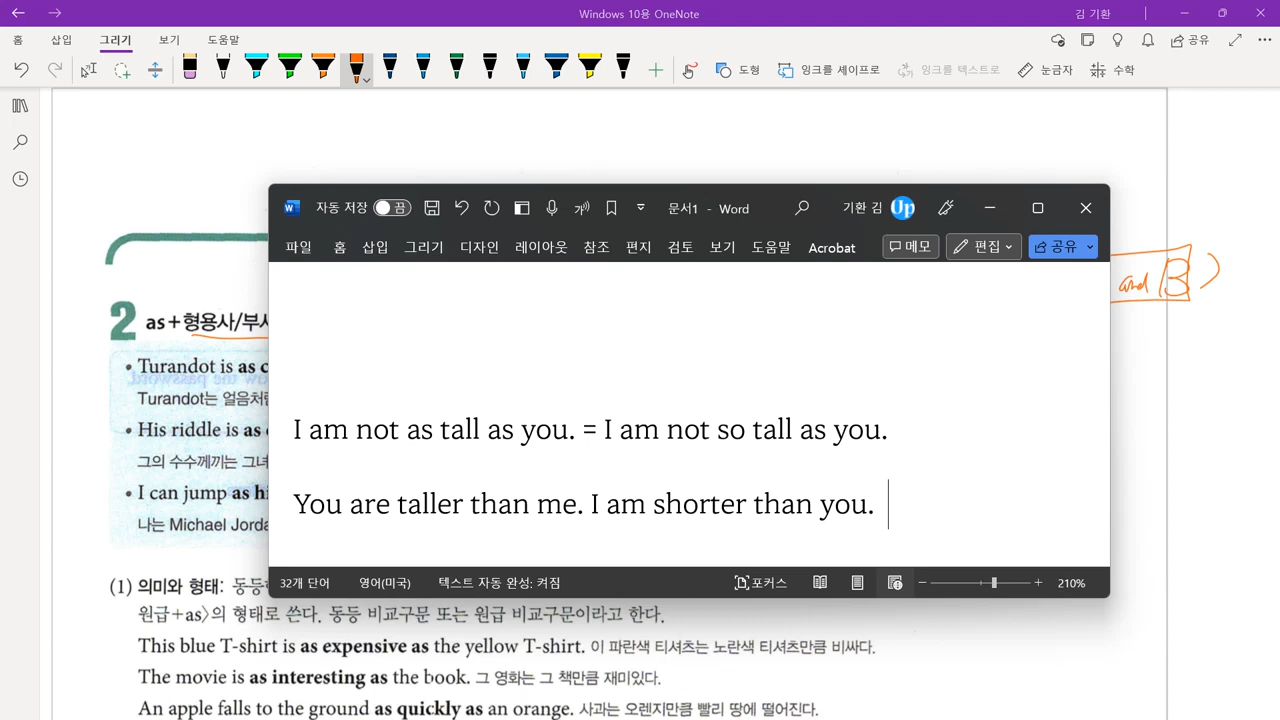 Windows 10용 OneNote
김 기환
홈 삽입 그리기 보기 도움말
공유
도형 잉크를 셰이프로 잉크를 텍스트로 눈금자 수학
자동 저장 끔 문서1 - Word 기환 김 Up
파일 홈 삽입 그리기 디자인 레이아웃 참조 편지 검토 보기 도움말 Acrobat 메모 편집 공유
and B)
2 as+형용사/부사
• Turandot is as c
Turandot는 얼음처럼
I am not as tall as you. = I am not so tall as you.
• His riddle is as
그의 수수께끼는 그녀
• I can jump as hi
You are taller than me. I am shorter than you.
나는 Michael Jorda
32개 단어 영어(미국) 텍스트 자동 완성: 켜짐 포커스 210%
(1) 의미와 형태: 동등
원급+as>의 형태로 쓴다. 동등 비교구문 또는 원급 비교구문이라고 한다.
This blue T-shirt is as expensive as the yellow T-shirt. 이 파란색 티셔츠는 노란색 티셔츠만큼 비싸다.
The movie is as interesting as the book. 그 영화는 그 책만큼 재미있다.
An apple falls to the ground as quickly as an orange. 사과는 오렌지만큼 빨리 땅에 떨어진다.